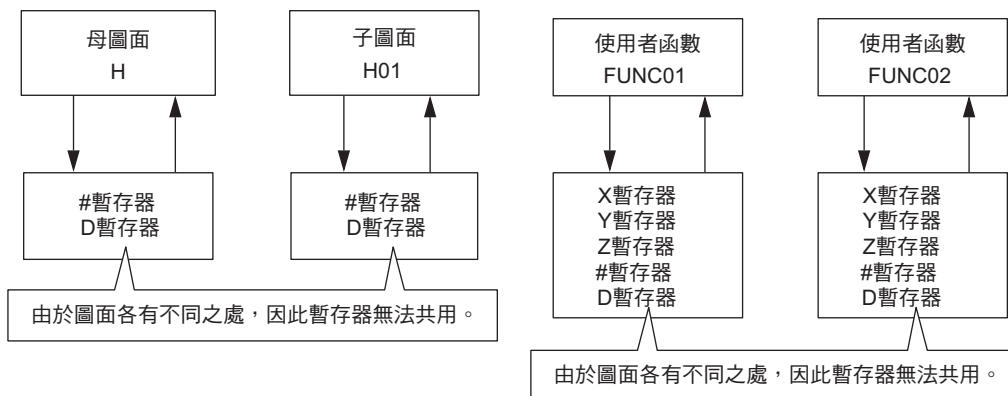 母圖面
H
子圖面
H01
#暫存器
D暫存器
#暫存器
D暫存器
由於圖面各有不同之處，因此暫存器無法共用。
使用者函數
FUNC01
使用者函數
FUNC02
X暫存器
Y暫存器
Z暫存器
#暫存器
D暫存器
X暫存器
Y暫存器
Z暫存器
#暫存器
D暫存器
由於圖面各有不同之處，因此暫存器無法共用。